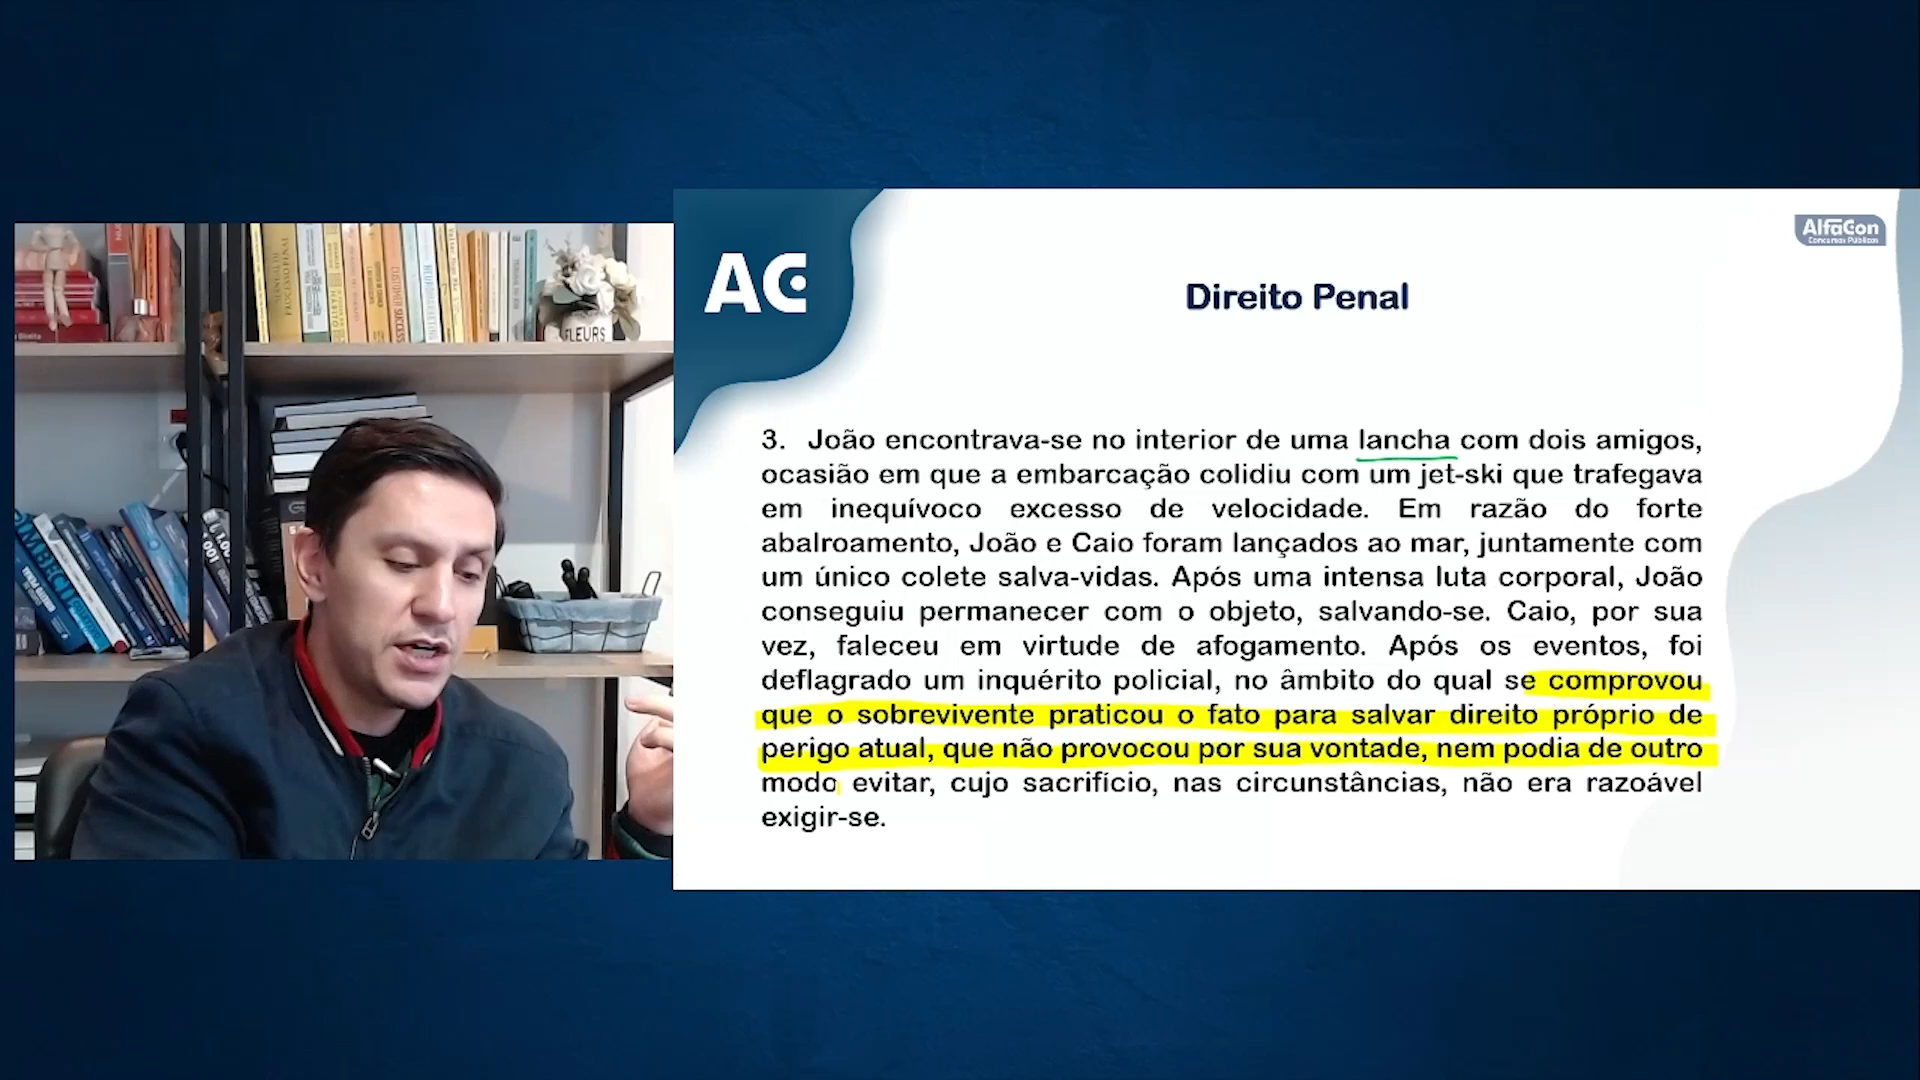 AC
AlfaCon
Concursos Públicos
Direito Penal
3. João encontrava-se no interior de uma lancha com dois amigos,
ocasião em que a embarcação colidiu com um jet-ski que trafegava
em inequívoco excesso de velocidade. Em razão do forte
abalroamento, João e Caio foram lançados ao mar, juntamente com
um único colete salva-vidas. Após uma intensa luta corporal, João
conseguiu permanecer com o objeto, salvando-se. Caio, por sua
vez, faleceu em virtude de afogamento. Após os eventos, foi
deflagrado um inquérito policial, no âmbito do qual se comprovou
que o sobrevivente praticou o fato para salvar direito próprio de
perigo atual, que não provocou por sua vontade, nem podia de outro
modo evitar, cujo sacrifício, nas circunstâncias, não era razoável
exigir-se.
FLEURS
PROCESSO PENAL
CUSTOMER SUCCESS